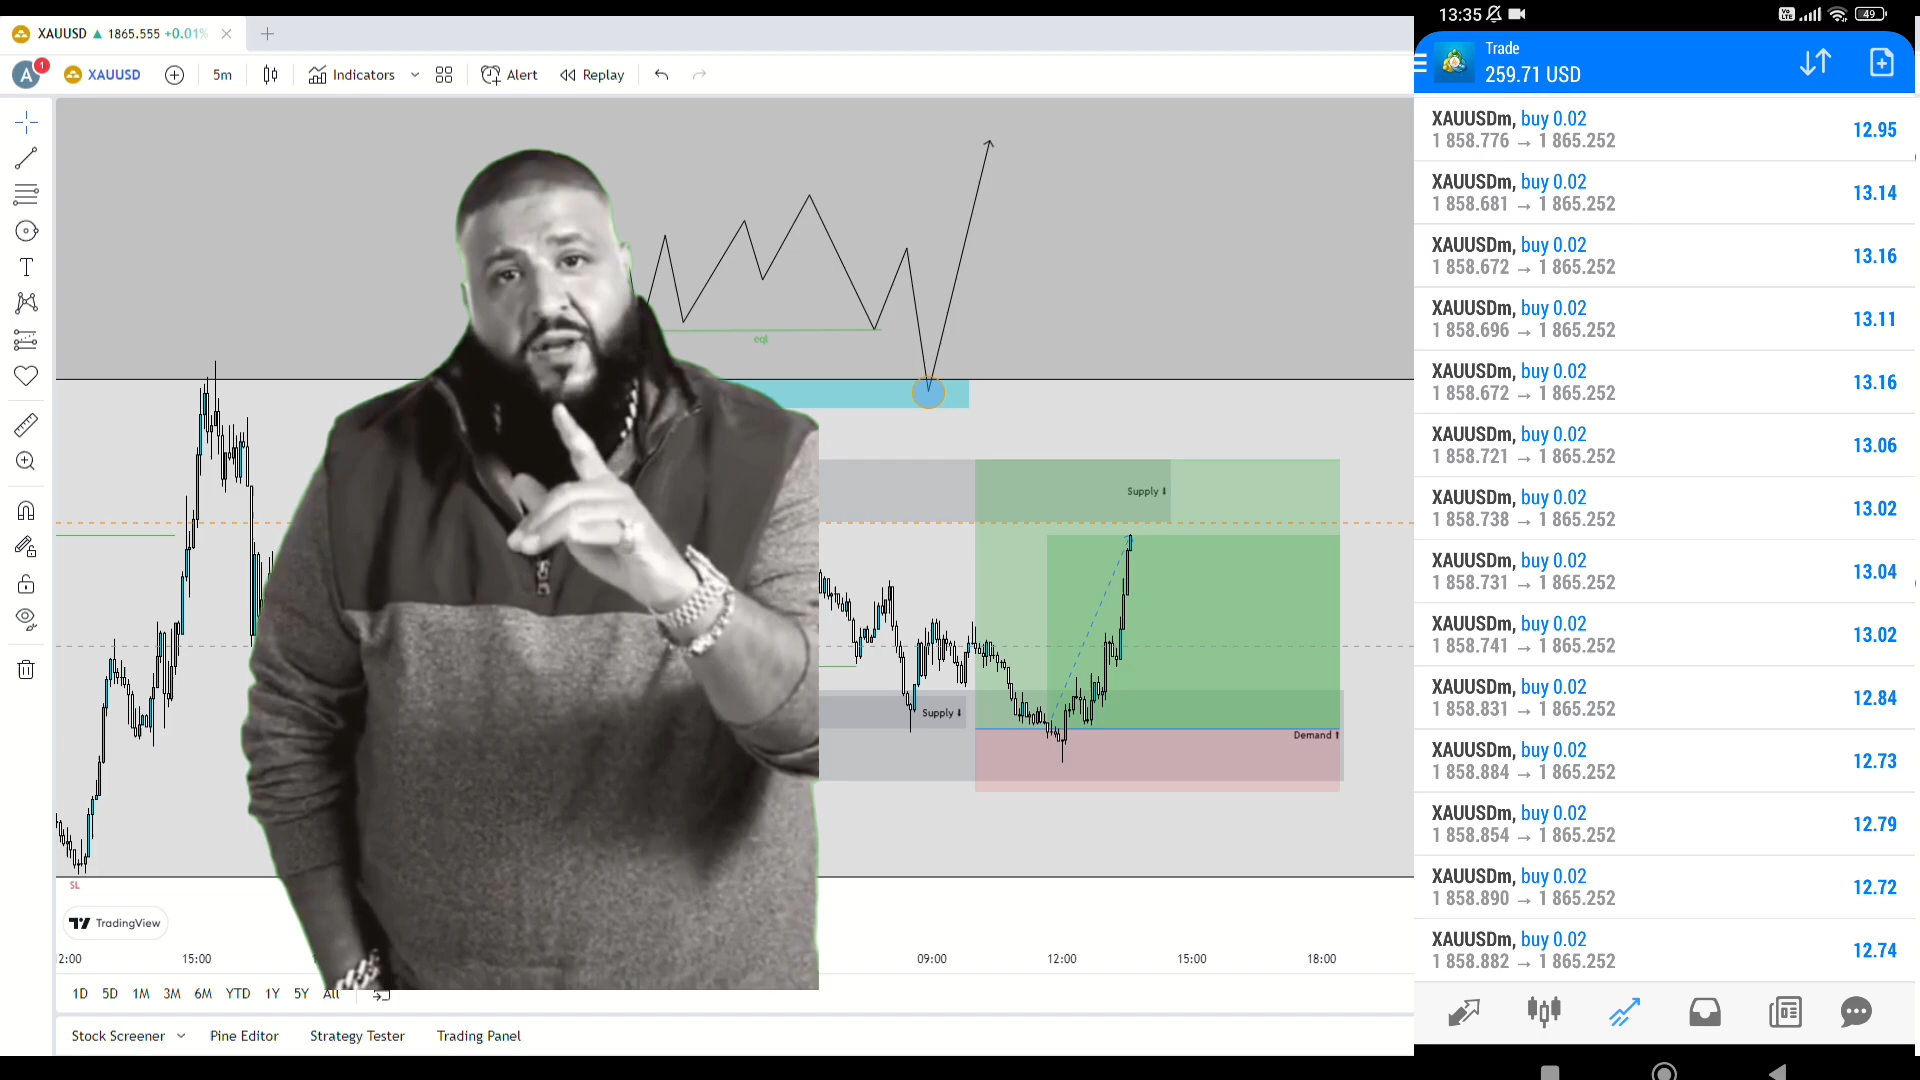 XAUUSD ▲ 1865.555 +0.01%
A 1 XAUUSD 5m Indicators Alert Replay
T
eql
Supply
Supply
Demand
SL
TradingView
12:00 15:00 09:00 12:00 15:00 18:00
1D 5D 1M 3M 6M YTD 1Y 5Y All
Stock Screener Pine Editor Strategy Tester Trading Panel
13:35 Vo LTE 49
Trade
259.71 USD
XAUUSDm, buy 0.02
1 858.776 → 1 865.252 12.95
XAUUSDm, buy 0.02
1 858.681 → 1 865.252 13.14
XAUUSDm, buy 0.02
1 858.672 → 1 865.252 13.16
XAUUSDm, buy 0.02
1 858.696 → 1 865.252 13.11
XAUUSDm, buy 0.02
1 858.672 → 1 865.252 13.16
XAUUSDm, buy 0.02
1 858.721 → 1 865.252 13.06
XAUUSDm, buy 0.02
1 858.738 → 1 865.252 13.02
XAUUSDm, buy 0.02
1 858.731 → 1 865.252 13.04
XAUUSDm, buy 0.02
1 858.741 → 1 865.252 13.02
XAUUSDm, buy 0.02
1 858.831 → 1 865.252 12.84
XAUUSDm, buy 0.02
1 858.884 → 1 865.252 12.73
XAUUSDm, buy 0.02
1 858.854 → 1 865.252 12.79
XAUUSDm, buy 0.02
1 858.890 → 1 865.252 12.72
XAUUSDm, buy 0.02
1 858.882 → 1 865.252 12.74